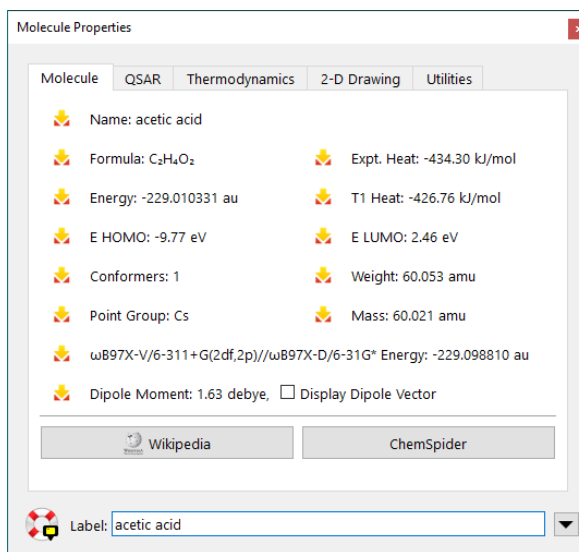 Molecule Properties
Molecule QSAR Thermodynamics 2-D Drawing Utilities
Name: acetic acid
Formula: C₂H₄O₂ Expt. Heat: -434.30 kJ/mol
Energy: -229.010331 au T1 Heat: -426.76 kJ/mol
E HOMO: -9.77 eV E LUMO: 2.46 eV
Conformers: 1 Weight: 60.053 amu
Point Group: Cs Mass: 60.021 amu
ωB97X-V/6-311+G(2df,2p)//ωB97X-D/6-31G* Energy: -229.098810 au
Dipole Moment: 1.63 debye, Display Dipole Vector
Wikipedia ChemSpider
Label: acetic acid